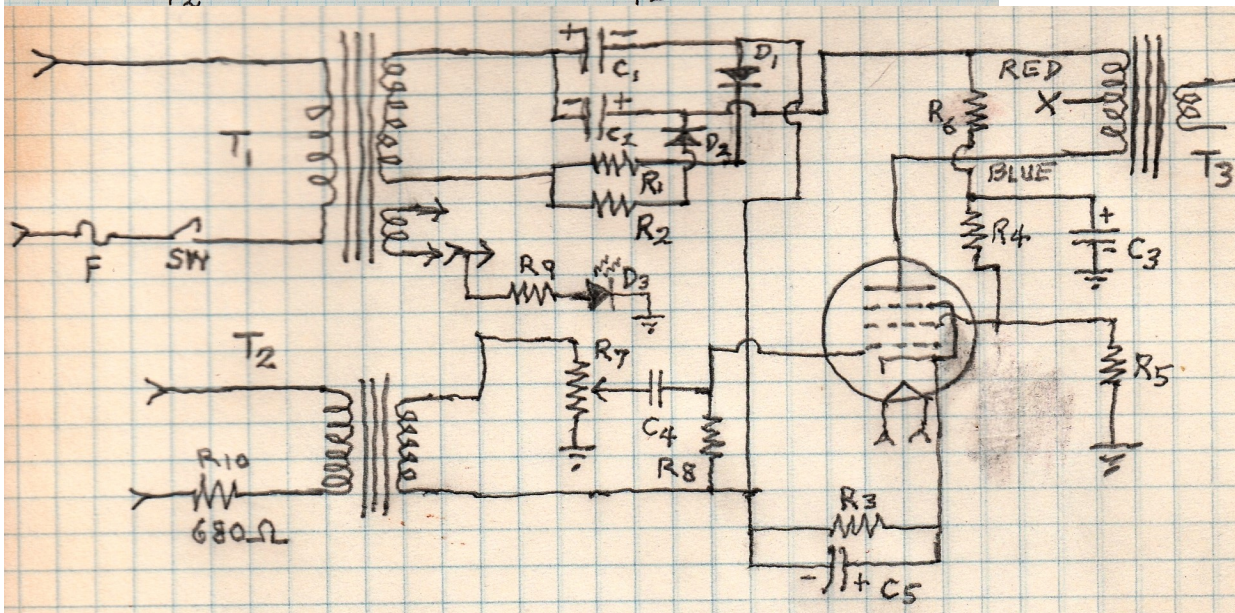 + − D1
C1
RED
− +
T1
R6
X
C2
D2
R1
BLUE
T3
R2
R4
+
−
C3
F
SW
R9
D3
T2
R7
R5
C4
R8
R10
680Ω
R3
− + C5